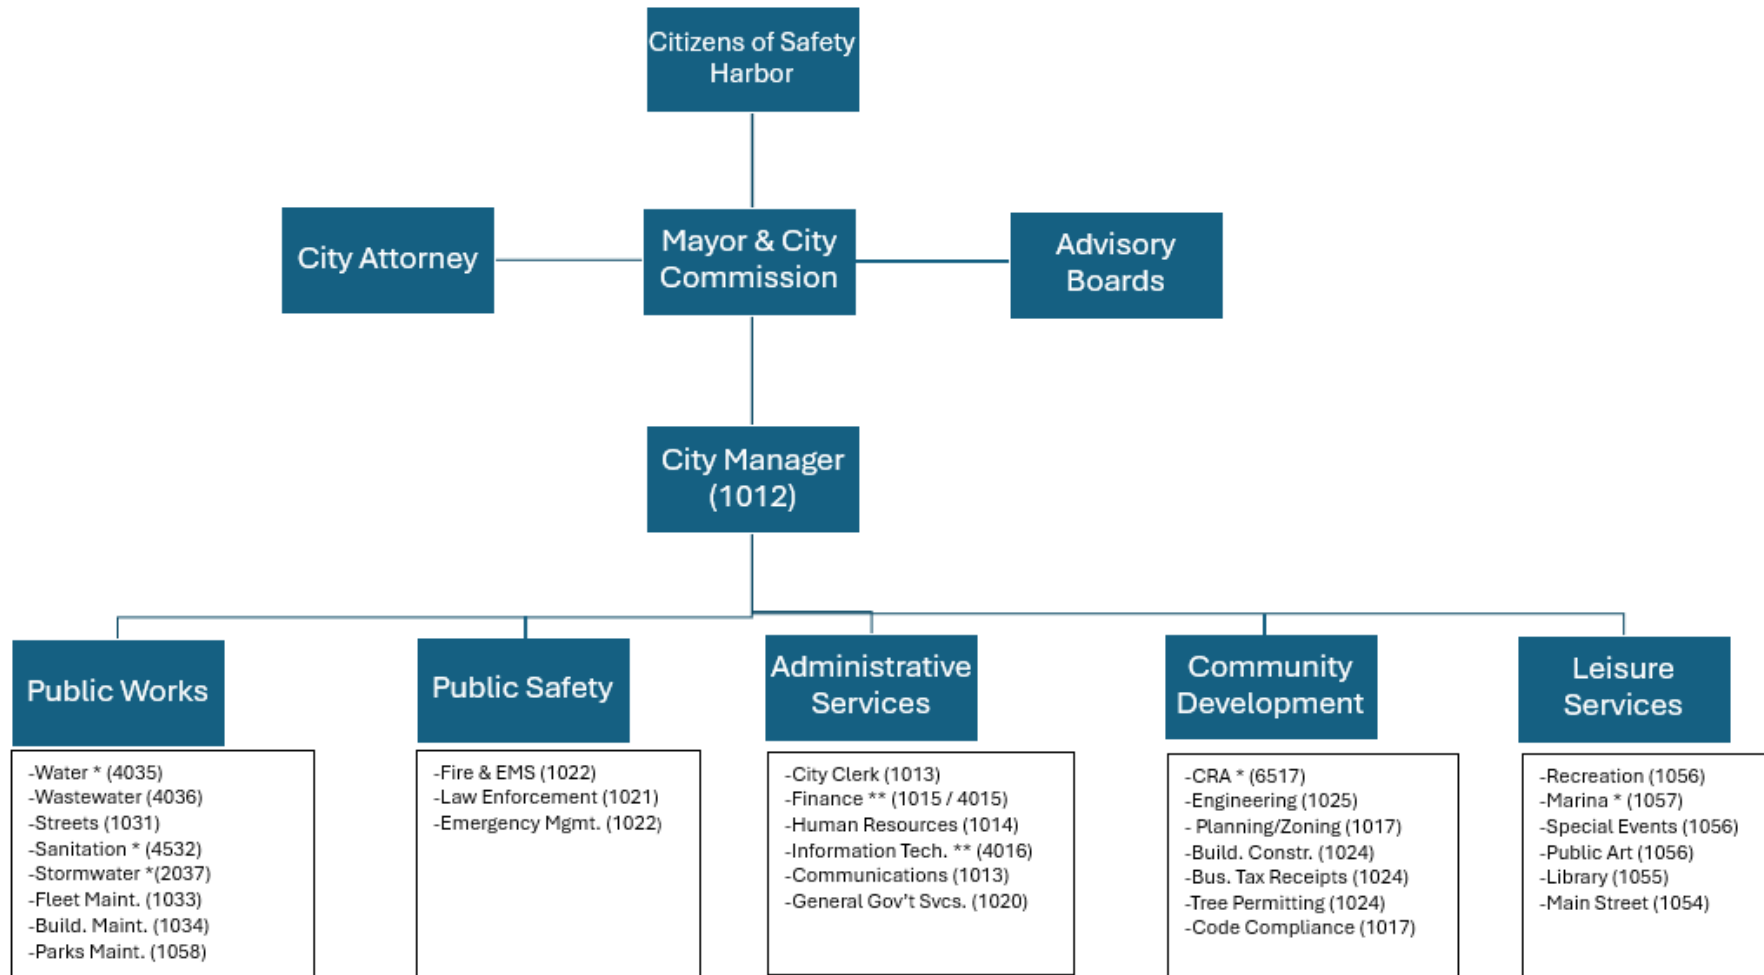 Citizens of Safety
Harbor
City Attorney
Mayor & City
Commission
Advisory
Boards
City Manager
(1012)
Public Works
-Water * (4035)
-Wastewater (4036)
-Streets (1031)
-Sanitation * (4532)
-Stormwater *(2037)
-Fleet Maint. (1033)
-Build. Maint. (1034)
-Parks Maint. (1058)
Public Safety
-Fire & EMS (1022)
-Law Enforcement (1021)
-Emergency Mgmt. (1022)
Administrative
Services
-City Clerk (1013)
-Finance ** (1015 / 4015)
-Human Resources (1014)
-Information Tech. ** (4016)
-Communications (1013)
-General Gov't Svcs. (1020)
Community
Development
-CRA * (6517)
-Engineering (1025)
- Planning/Zoning (1017)
-Build. Constr. (1024)
-Bus. Tax Receipts (1024)
-Tree Permitting (1024)
-Code Compliance (1017)
Leisure
Services
-Recreation (1056)
-Marina * (1057)
-Special Events (1056)
-Public Art (1056)
-Library (1055)
-Main Street (1054)